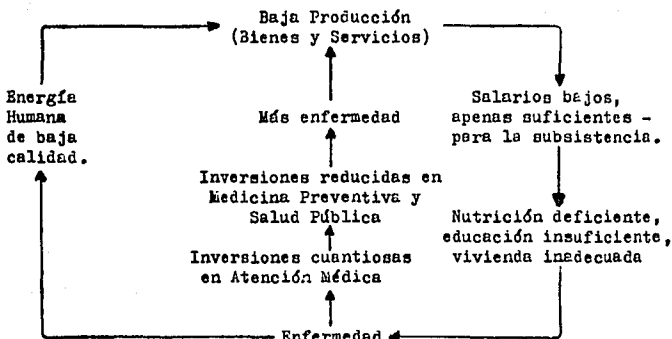 Baja Producción
(Bienes y Servicios)
Energía
Humana
de baja
calidad.
Más enfermedad
Salarios bajos,
apenas suficientes -
para la subsistencia.
Inversiones reducidas en
Medicina Preventiva y
Salud Pública
Nutrición deficiente,
educación insuficiente,
vivienda inadecuada
Inversiones cuantiosas
en Atención Médica
Enfermedad